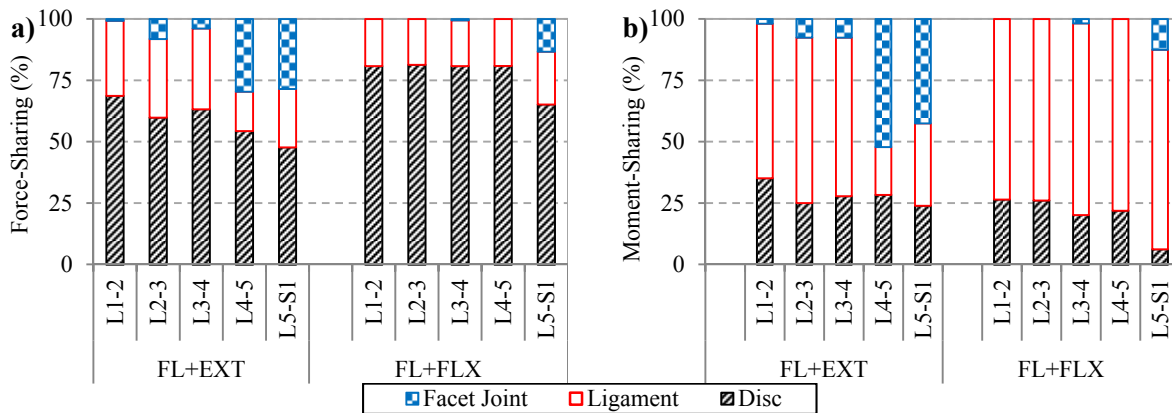 a)
Force-Sharing (%)
100
75
50
25
0
L1-2
L2-3
L3-4
L4-5
L5-S1
L1-2
L2-3
L3-4
L4-5
L5-S1
FL+EXT
FL+FLX
b)
Moment-Sharing (%)
100
75
50
25
0
L1-2
L2-3
L3-4
L4-5
L5-S1
L1-2
L2-3
L3-4
L4-5
L5-S1
FL+EXT
FL+FLX
Facet Joint Ligament Disc